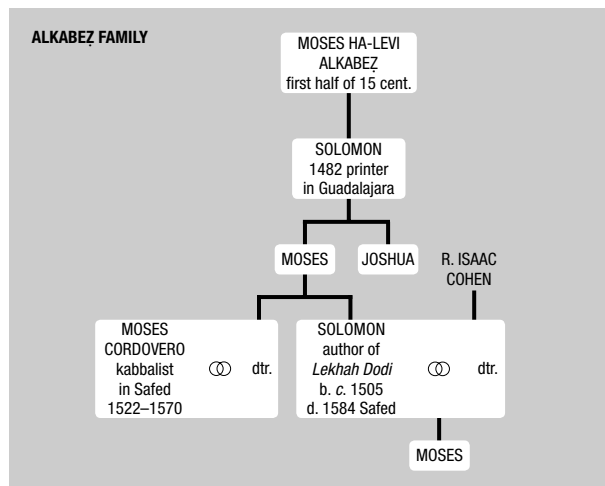 ALKABEẒ FAMILY
MOSES HA-LEVI
ALKABEẒ
first half of 15 cent.
SOLOMON
1482 printer
in Guadalajara
MOSES
JOSHUA
R. ISAAC
COHEN
MOSES
CORDOVERO
kabbalist
in Safed
1522–1570
dtr.
SOLOMON
author of
Lekhah Dodi
b. c. 1505
d. 1584 Safed
dtr.
MOSES